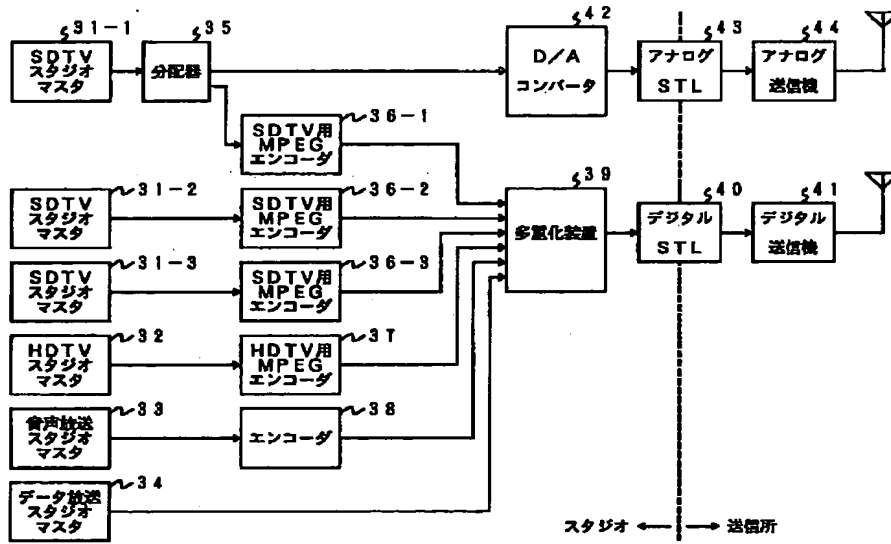 31-1
SDTV
スタジオ
マスタ
35
分配器
42
D/A
コンバータ
43
アナログ
STL
44
アナログ
送信機
36-1
SDTV用
MPEG
エンコーダ
31-2
SDTV
スタジオ
マスタ
36-2
SDTV用
MPEG
エンコーダ
39
多重化装置
40
デジタル
STL
41
デジタル
送信機
31-3
SDTV
スタジオ
マスタ
36-3
SDTV用
MPEG
エンコーダ
32
HDTV
スタジオ
マスタ
37
HDTV用
MPEG
エンコーダ
33
音声放送
スタジオ
マスタ
38
エンコーダ
34
データ放送
スタジオ
マスタ
スタジオ
送信所